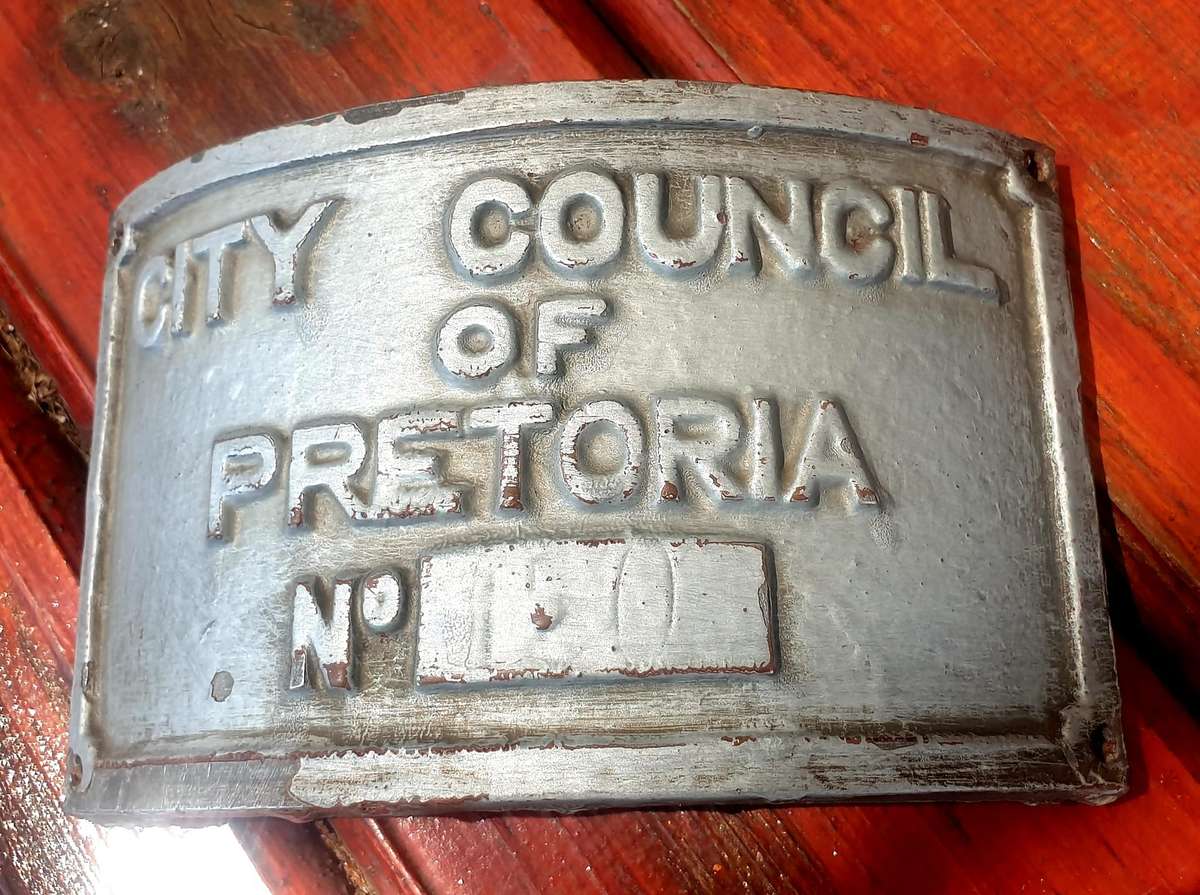 CITY COUNCIL
OF
PRETORIA
Nº